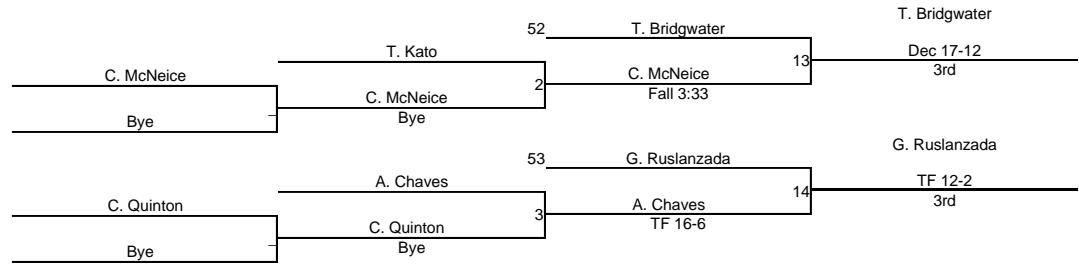 T. Bridgwater
52
T. Bridgwater
T. Kato
13
Dec 17-12
3rd
C. McNeice
2
C. McNeice
Fall 3:33
C. McNeice
Bye
Bye
G. Ruslanzada
53
G. Ruslanzada
A. Chaves
14
TF 12-2
3rd
C. Quinton
3
A. Chaves
TF 16-6
C. Quinton
Bye
Bye